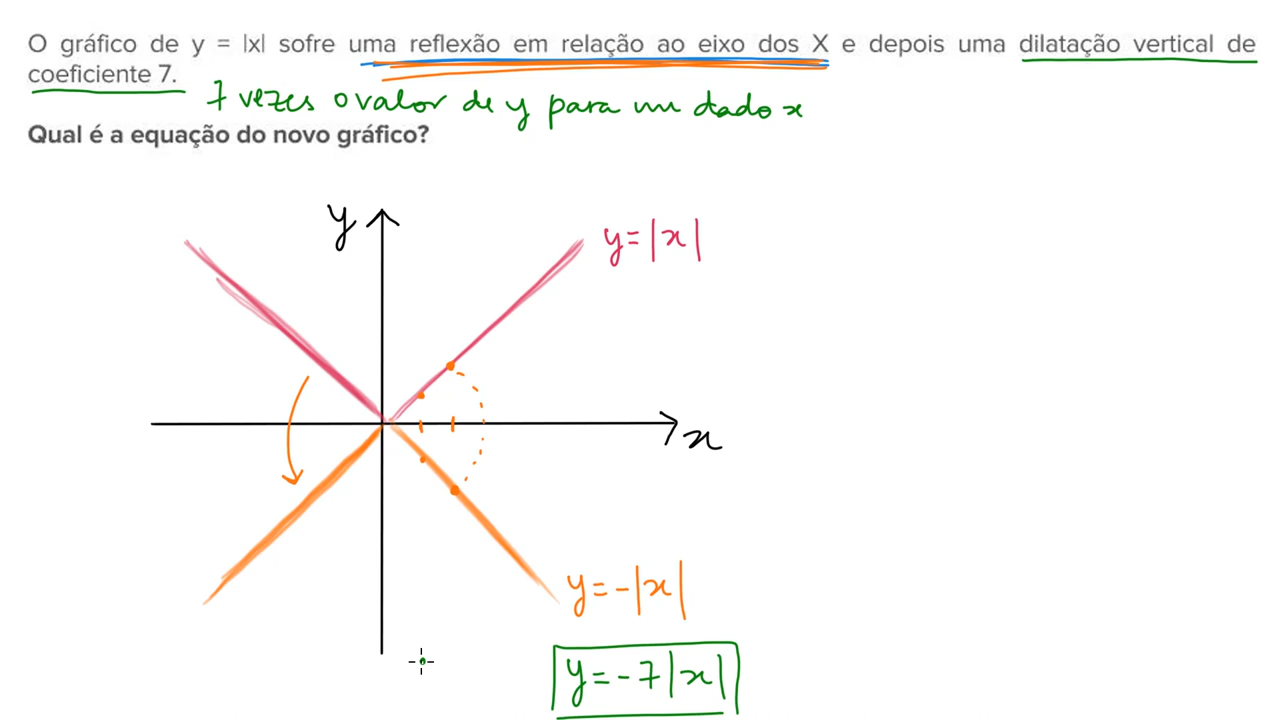 O gráfico de y = |x| sofre uma reflexão em relação ao eixo dos X e depois uma dilatação vertical de
coeficiente 7.
7 vezes o valor de y para um dado x
Qual é a equação do novo gráfico?
y
y=|x|
x
y=-|x|
y=-7|x|